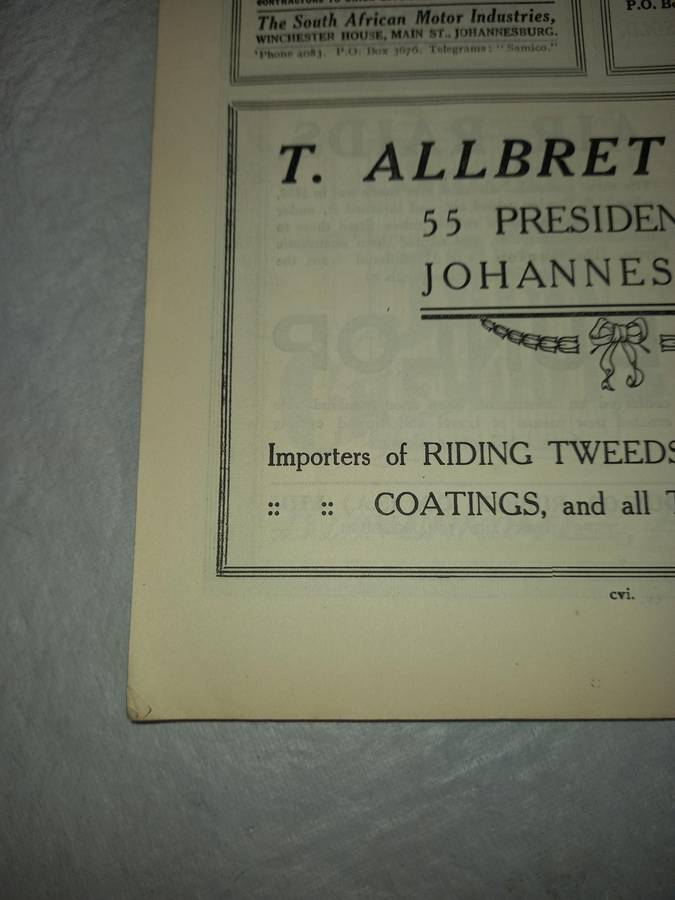 The South African Motor Industries,
WINCHESTER HOUSE, MAIN ST., JOHANNESBURG.
'Phone 4083. P.O. Box 3676. Telegrams: "Samico."
P.O. B
T. ALLBRET
55 PRESIDEN
JOHANNES
Importers of RIDING TWEEDS
:: :: COATINGS, and all T
cvi.